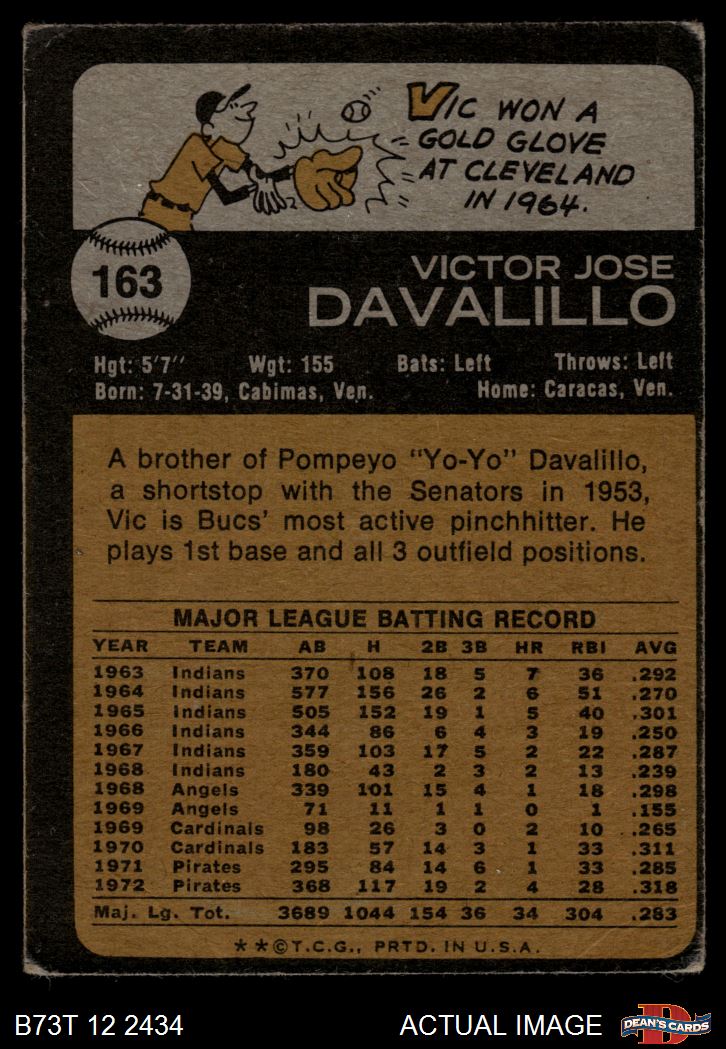 VIC WON A
GOLD GLOVE
AT CLEVELAND
IN 1964.
163
VICTOR JOSE
DAVALILLO
Hgt: 5'7" Wgt: 155 Bats: Left Throws: Left
Born: 7-31-39, Cabimas, Ven. Home: Caracas, Ven.
A brother of Pompeyo "Yo-Yo" Davalillo,
a shortstop with the Senators in 1953,
Vic is Bucs' most active pinchhitter. He
plays 1st base and all 3 outfield positions.
MAJOR LEAGUE BATTING RECORD
YEAR TEAM AB H 2B 3B HR RBI AVG
1963 Indians 370 108 18 5 7 36 .292
1964 Indians 577 156 26 2 6 51 .270
1965 Indians 505 152 19 1 5 40 .301
1966 Indians 344 86 6 4 3 19 .250
1967 Indians 359 103 17 5 2 22 .287
1968 Indians 180 43 2 3 2 13 .239
1968 Angels 339 101 15 4 1 18 .298
1969 Angels 71 11 1 1 0 1 .155
1969 Cardinals 98 26 3 0 2 10 .265
1970 Cardinals 183 57 14 3 1 33 .311
1971 Pirates 295 84 14 6 1 33 .285
1972 Pirates 368 117 19 2 4 28 .318
Maj. Lg. Tot. 3689 1044 154 36 34 304 .283
**©T.C.G., PRTD. IN U.S.A.
B73T 12 2434 ACTUAL IMAGE D DEAN'S CARDS